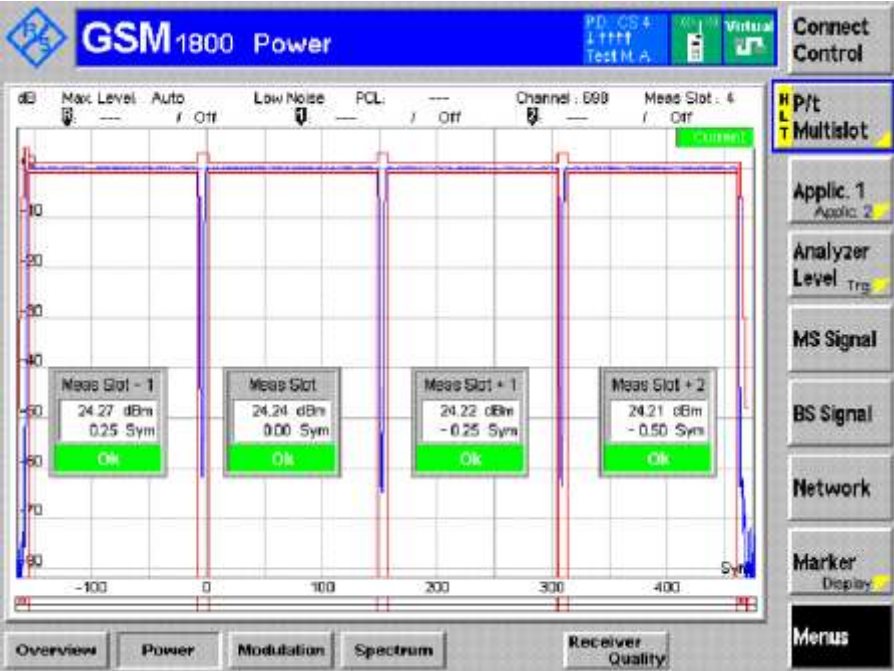 R&S
GSM 1800 Power
P.D. CS 4
Test M. A
Virtual
Connect
Control
dB Max. Level Auto Low Noise PCL: --- Channel : 698 Meas Slot : 4
--- / Off --- / Off --- / Off
Current
H
L
T
P/t
Multislot
0
-10
-20
-30
-40
-50
-60
-70
-80
Meas Slot - 1
24.27 dBm
0.25 Sym
Ok
Meas Slot
24.24 dBm
0.00 Sym
Ok
Meas Slot + 1
24.22 dBm
- 0.25 Sym
Ok
Meas Slot + 2
24.21 dBm
- 0.50 Sym
Ok
Sym
-100 0 100 200 300 400
Applic. 1
Applic. 2
Analyzer
Level Trg.
MS Signal
BS Signal
Network
Marker
Display
Menus
Overview
Power
Modulation
Spectrum
Receiver
Quality